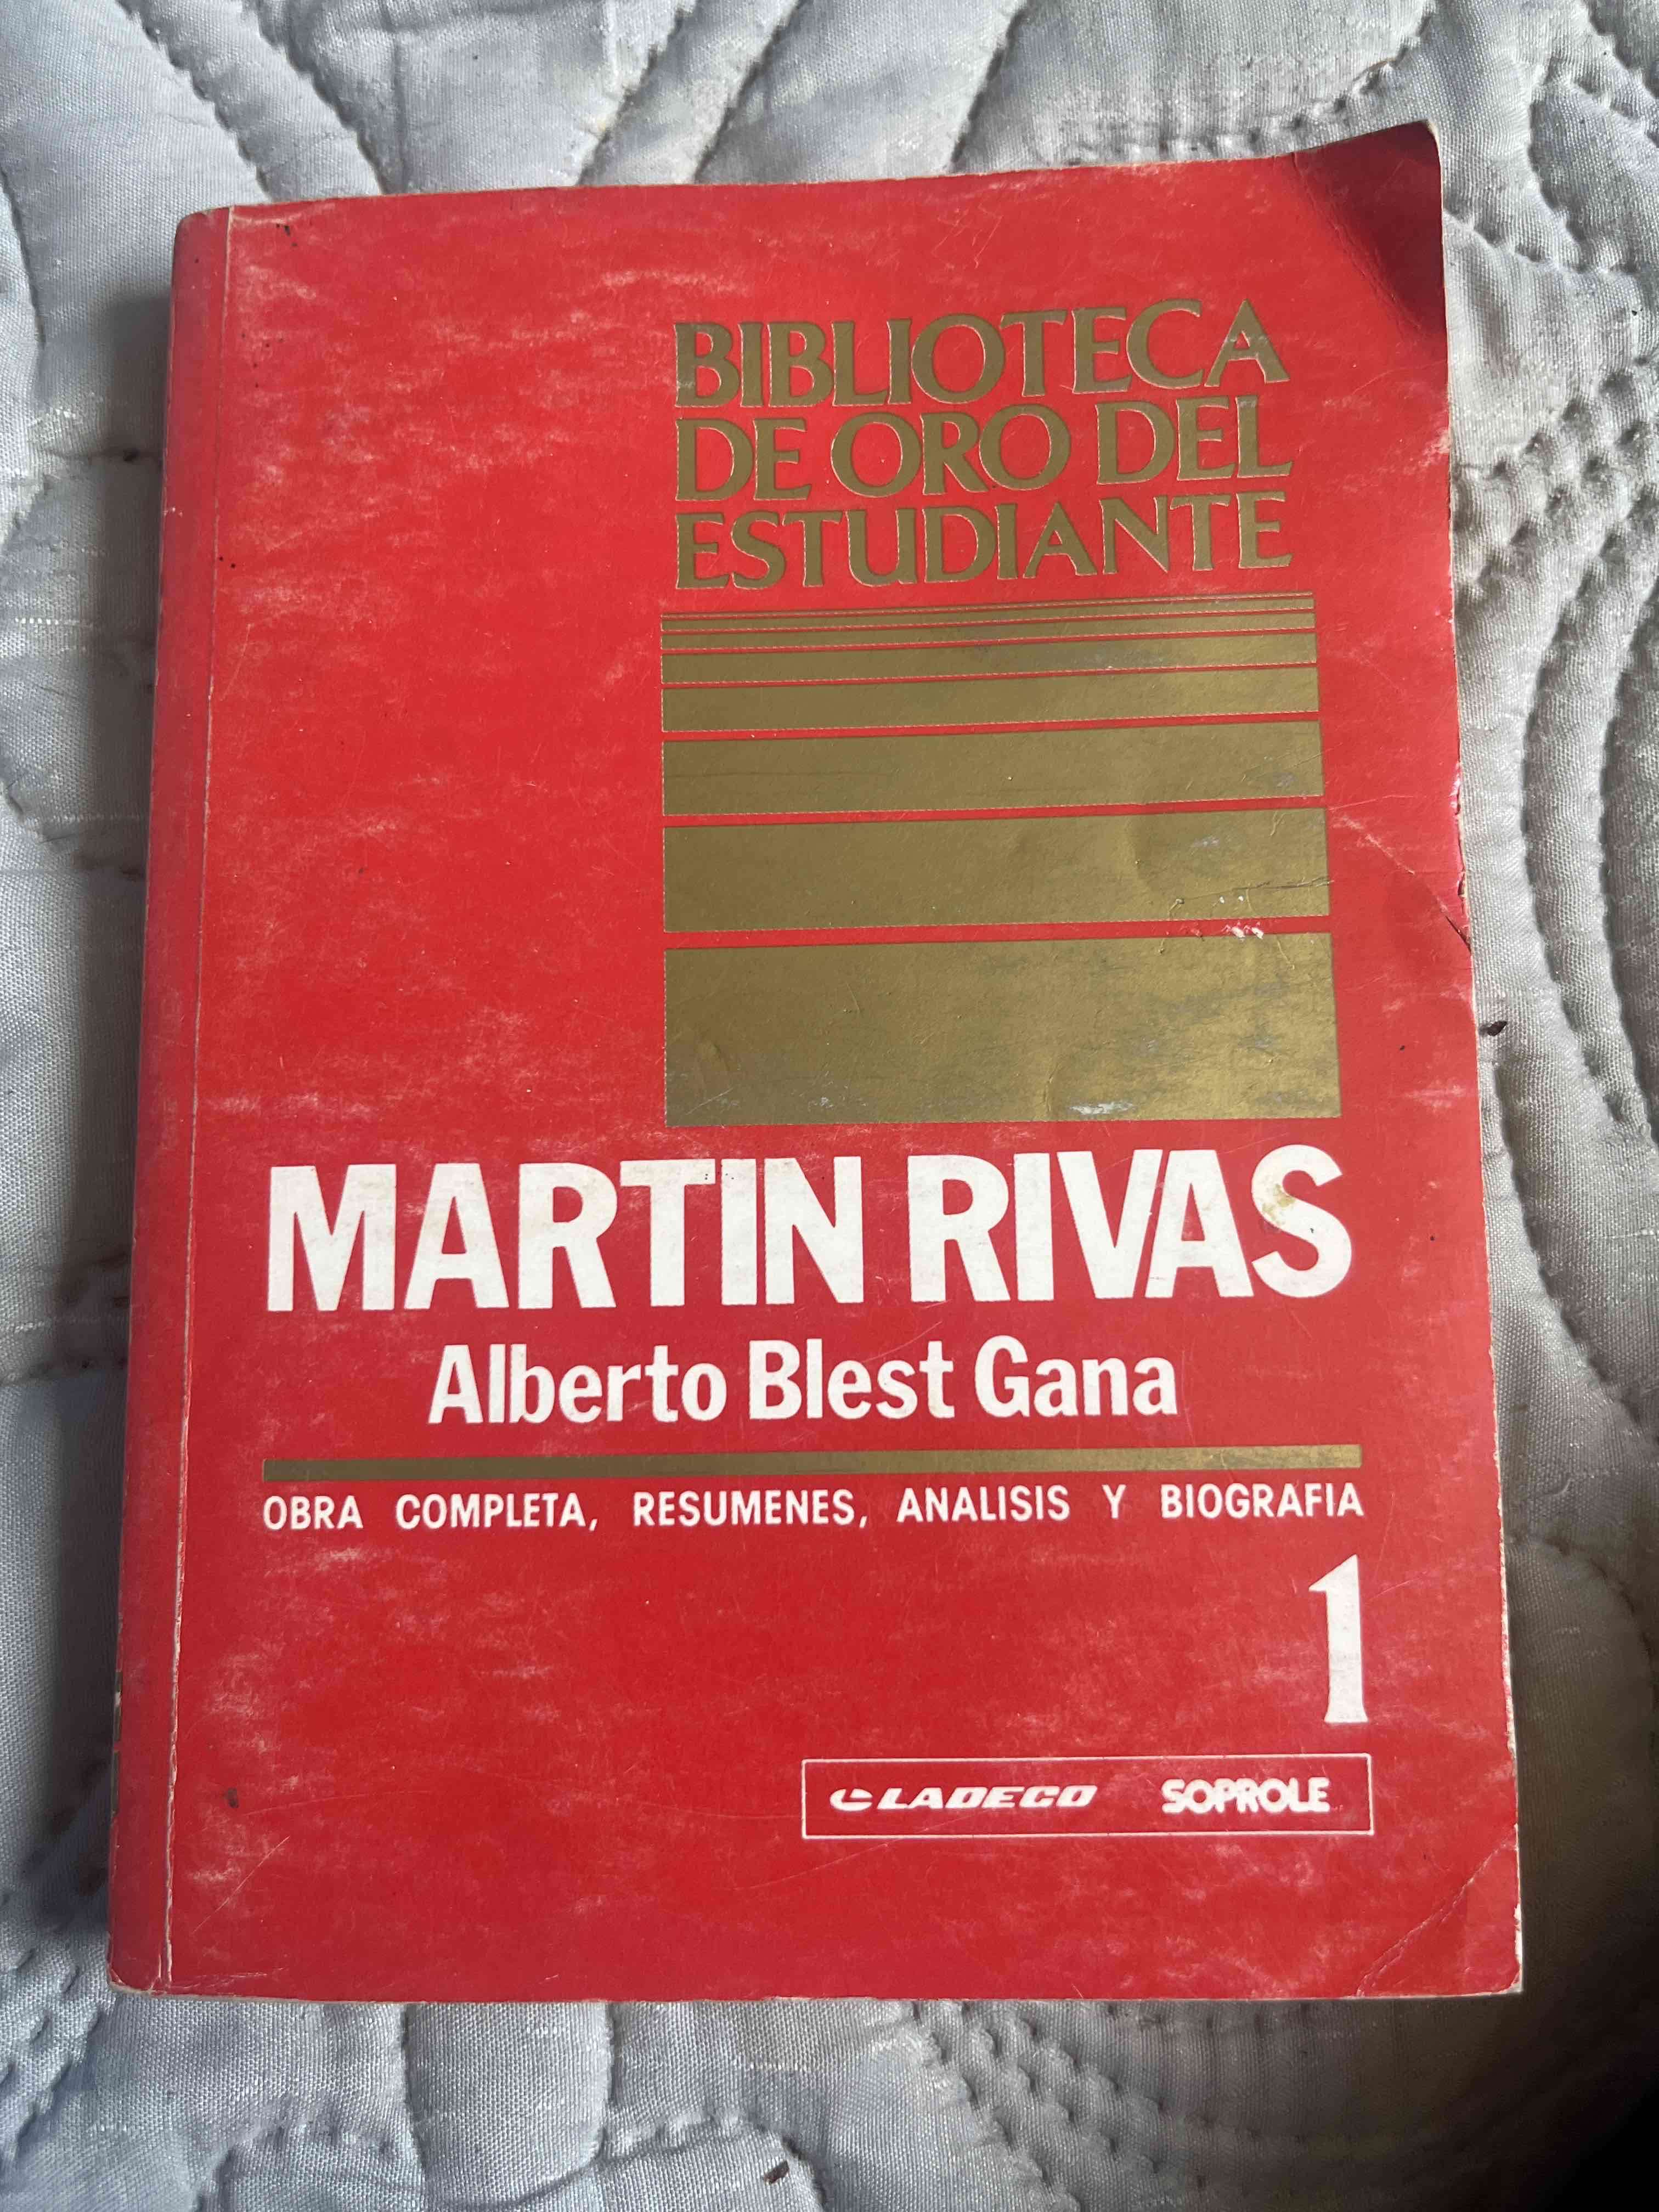 BIBLIOTECA
DE ORO DEL
ESTUDIANTE
MARTIN RIVAS
Alberto Blest Gana
OBRA COMPLETA, RESUMENES, ANALISIS Y BIOGRAFIA
1
LADECO SOPROLE